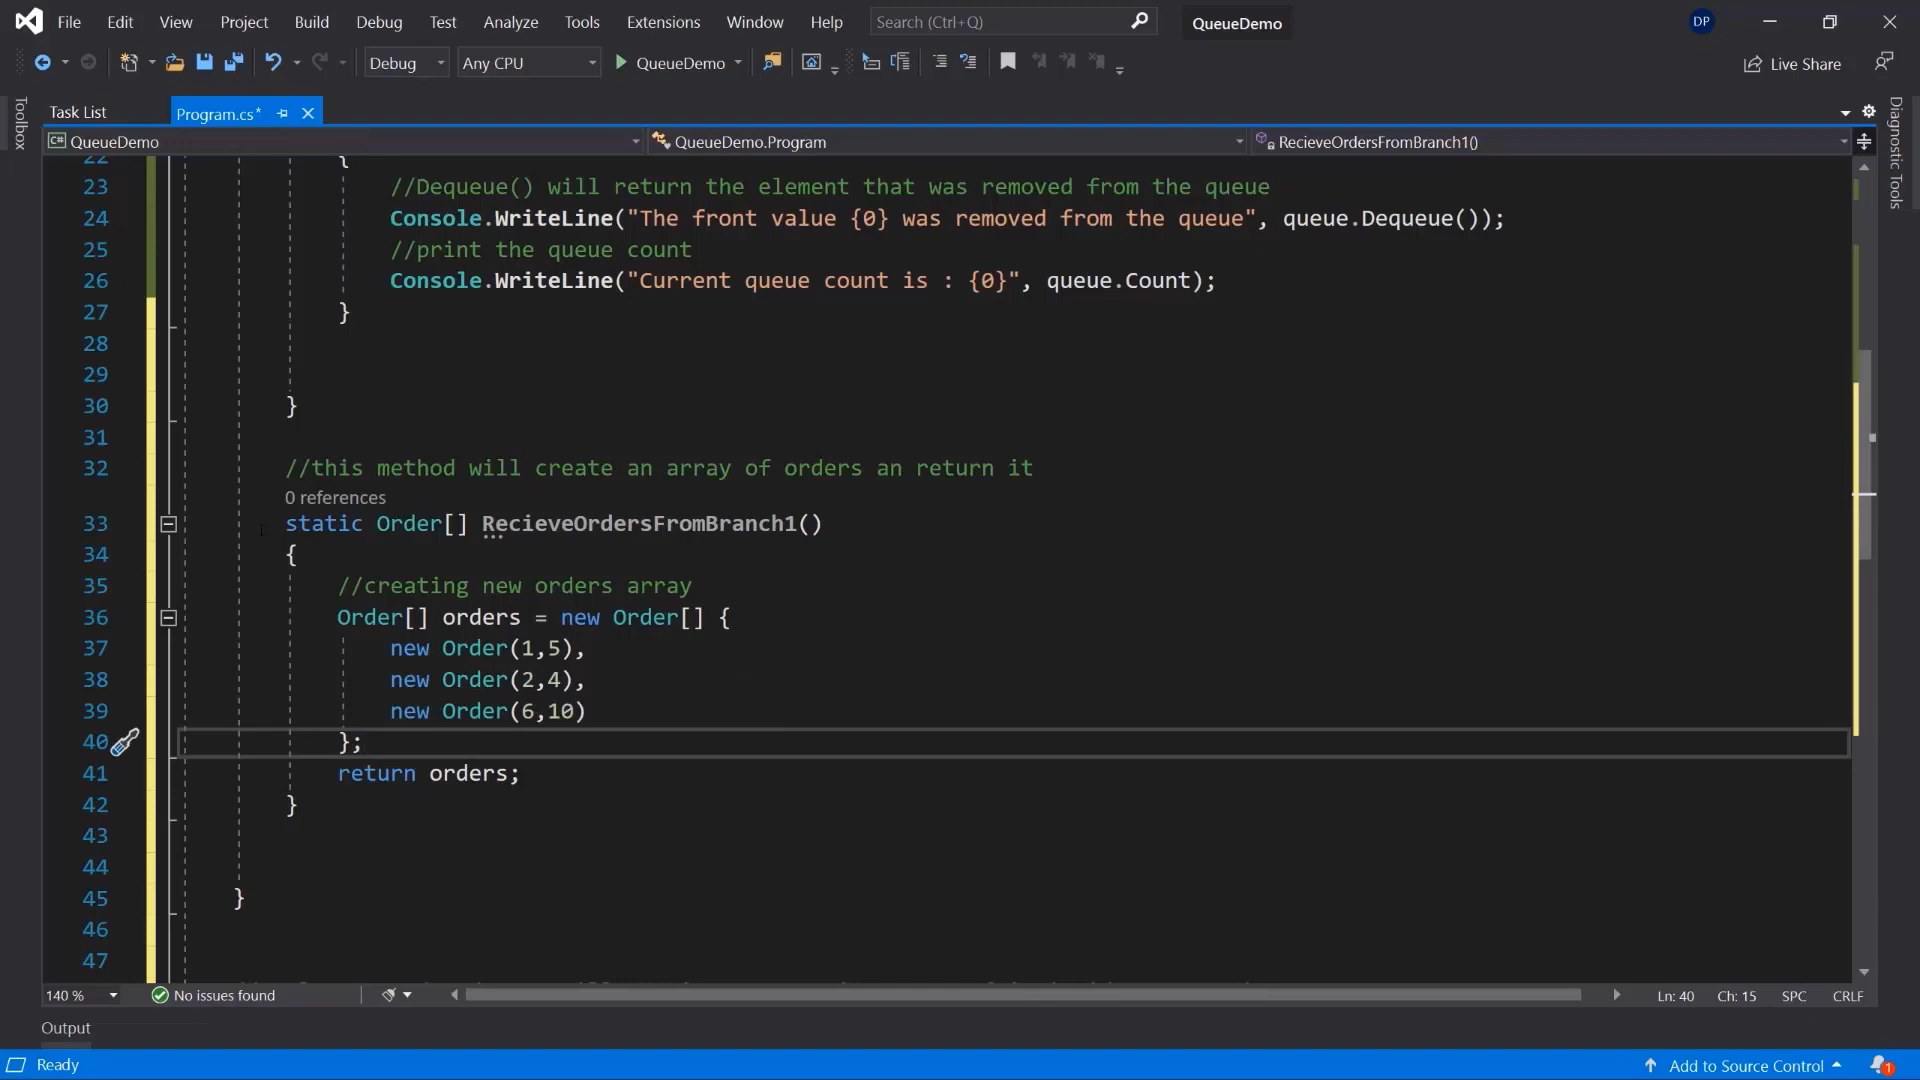 File Edit View Project Build Debug Test Analyze Tools Extensions Window Help Search (Ctrl+Q) QueueDemo DP
Debug Any CPU QueueDemo Live Share
Toolbox
Task List Program.cs*
Diagnostic Tools
C# QueueDemo QueueDemo.Program RecieveOrdersFromBranch1()
22 {
23 //Dequeue() will return the element that was removed from the queue
24 Console.WriteLine("The front value {0} was removed from the queue", queue.Dequeue());
25 //print the queue count
26 Console.WriteLine("Current queue count is : {0}", queue.Count);
27 }
28
29
30 }
31
32 //this method will create an array of orders an return it
0 references
33 static Order[] RecieveOrdersFromBranch1()
34 {
35 //creating new orders array
36 Order[] orders = new Order[] {
37 new Order(1,5),
38 new Order(2,4),
39 new Order(6,10)
40 };
41 return orders;
42 }
43
44
45 }
46
47
140 % No issues found Ln: 40 Ch: 15 SPC CRLF
Output
Ready Add to Source Control 1